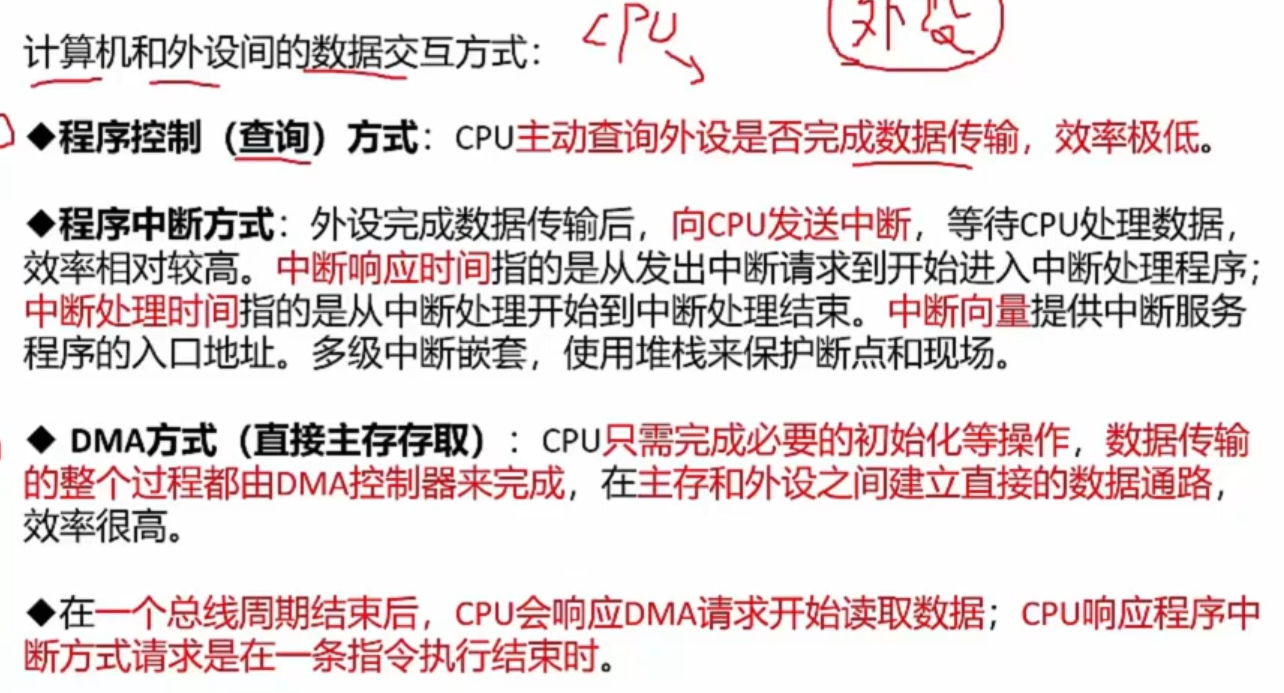 CPU
外设
计算机和外设间的数据交互方式：
◆程序控制（查询）方式：CPU主动查询外设是否完成数据传输，效率极低。
◆程序中断方式：外设完成数据传输后，向CPU发送中断，等待CPU处理数据，
效率相对较高。中断响应时间指的是从发出中断请求到开始进入中断处理程序；
中断处理时间指的是从中断处理开始到中断处理结束。中断向量提供中断服务
程序的入口地址。多级中断嵌套，使用堆栈来保护断点和现场。
◆ DMA方式（直接主存存取）：CPU只需完成必要的初始化等操作，数据传输
的整个过程都由DMA控制器来完成，在主存和外设之间建立直接的数据通路，
效率很高。
◆在一个总线周期结束后，CPU会响应DMA请求开始读取数据；CPU响应程序中
断方式请求是在一条指令执行结束时。